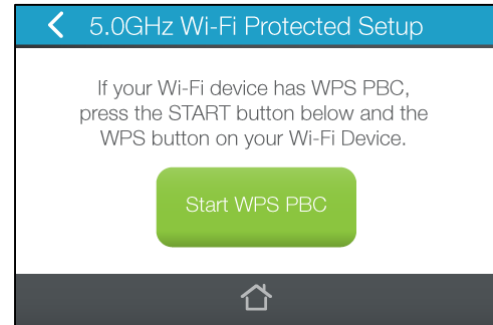 5.0GHz Wi-Fi Protected Setup
If your Wi-Fi device has WPS PBC,
press the START button below and the
WPS button on your Wi-Fi Device.
Start WPS PBC